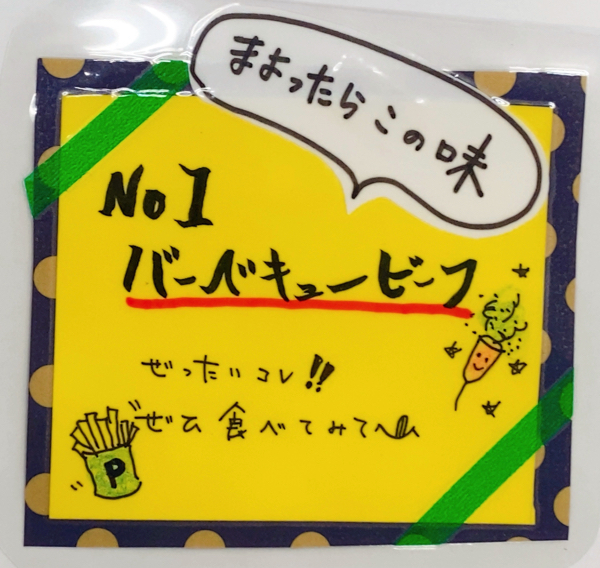 まよったらこの味
No1
バーベキュービーフ
ぜったいコレ!!
ぜひ食べてみて〜
P